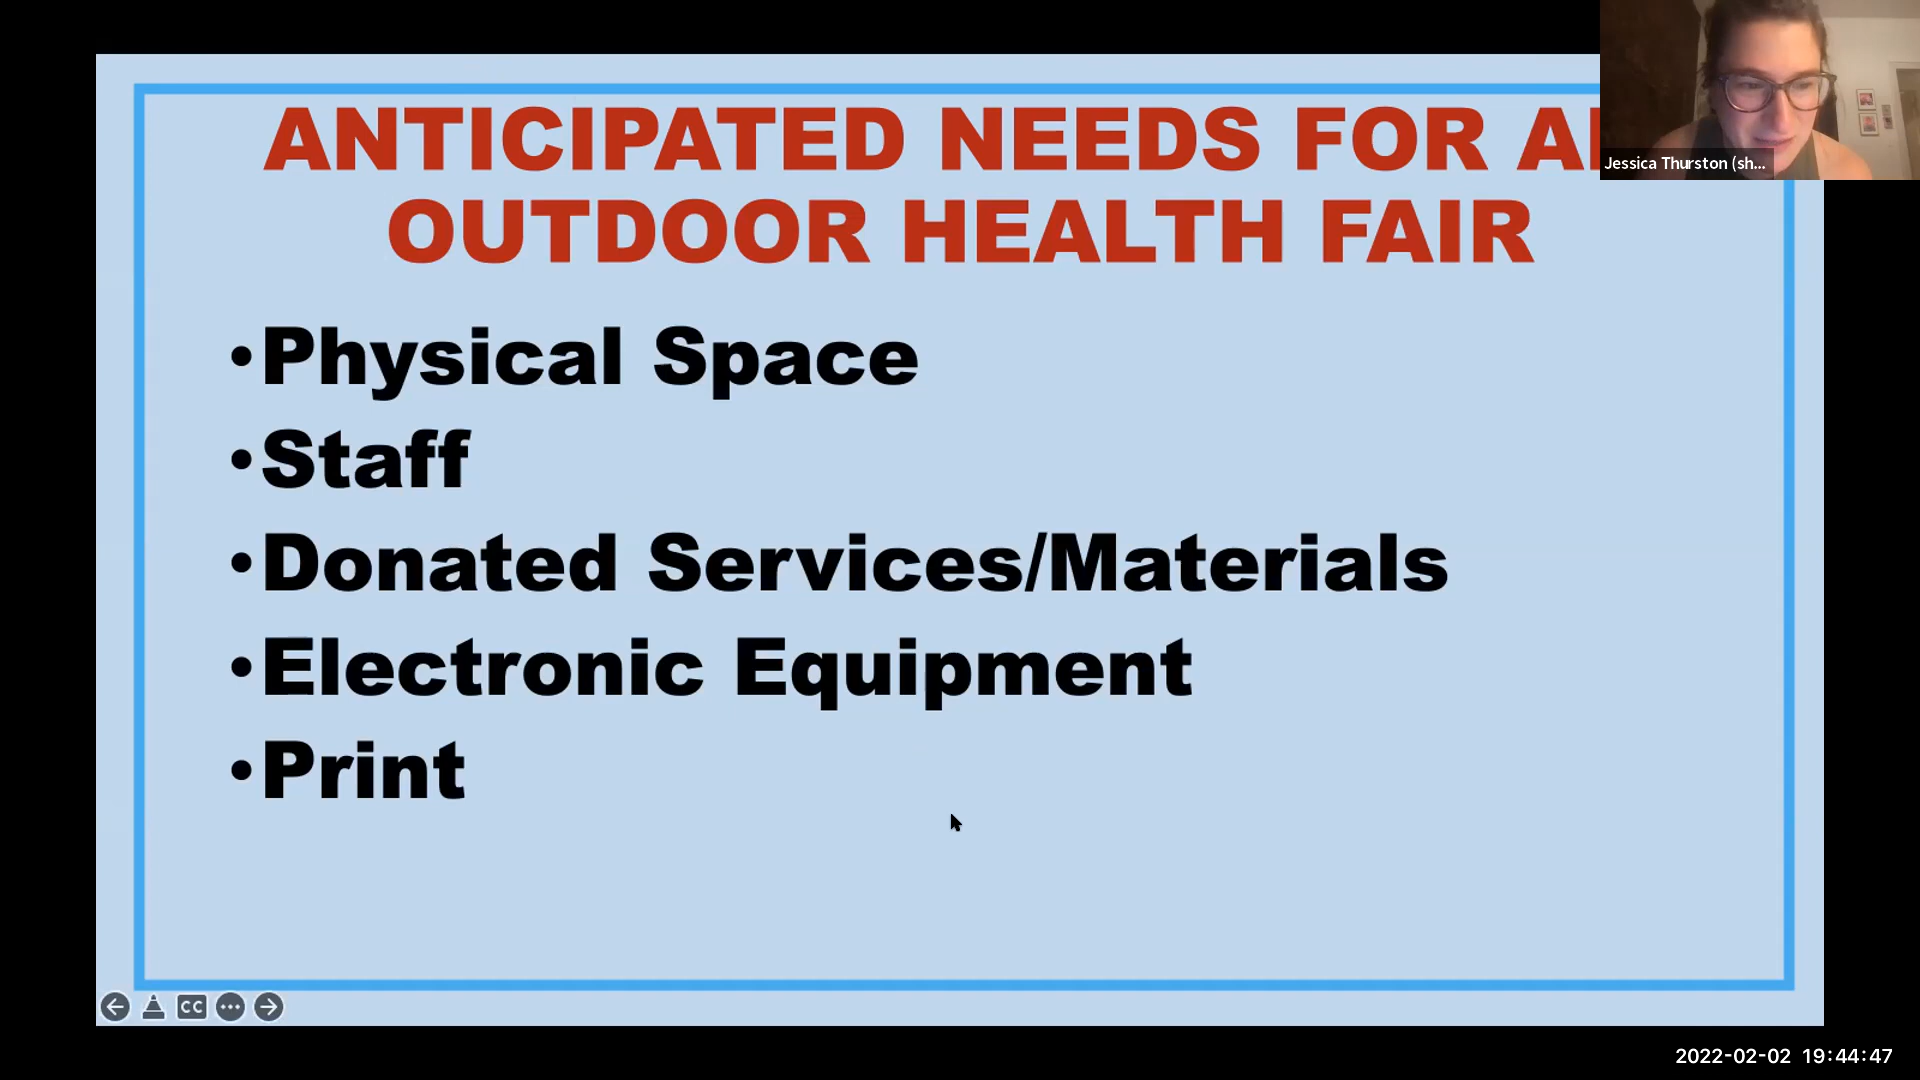 ANTICIPATED NEEDS FOR
OUTDOOR HEALTH FAIR
•Physical Space
•Staff
•Donated Services/Materials
•Electronic Equipment
•Print
Jessica Thurston (sh...
CC
2022-02-02 19:44:47